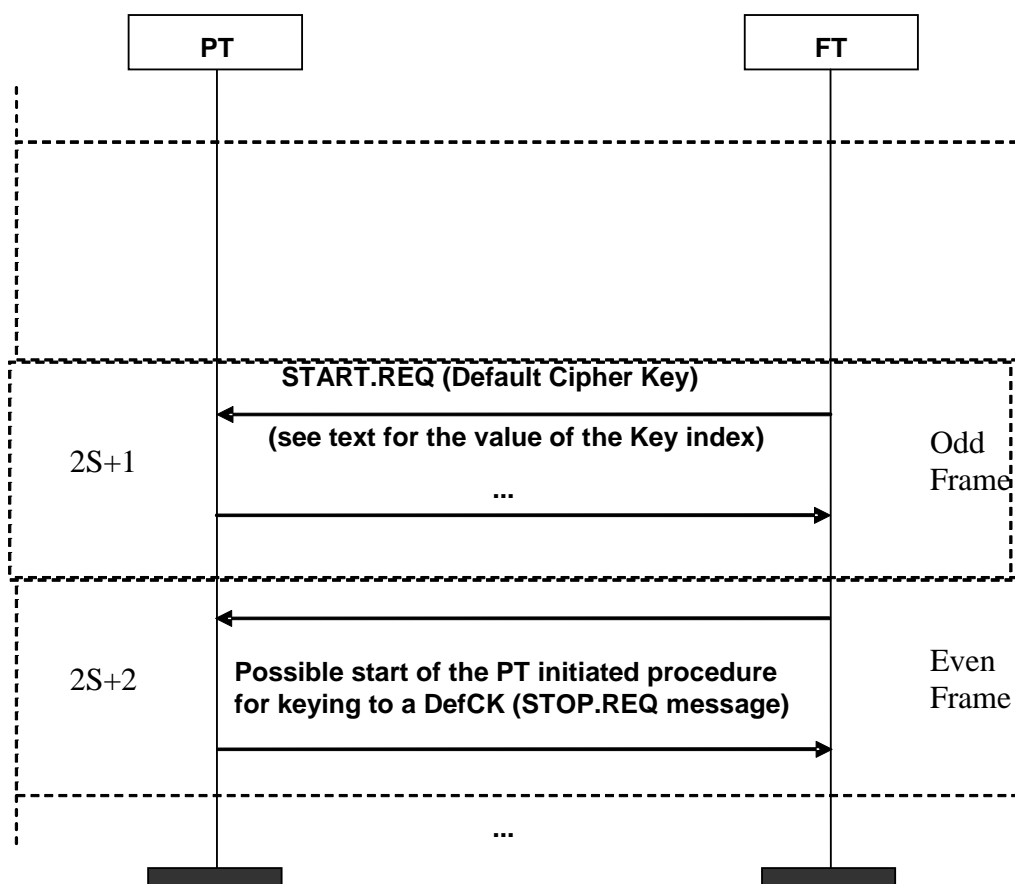 PT
FT
START.REQ (Default Cipher Key)
(see text for the value of the Key index)
2S+1
Odd
Frame
...
2S+2
Possible start of the PT initiated procedure
for keying to a DefCK (STOP.REQ message)
Even
Frame
...